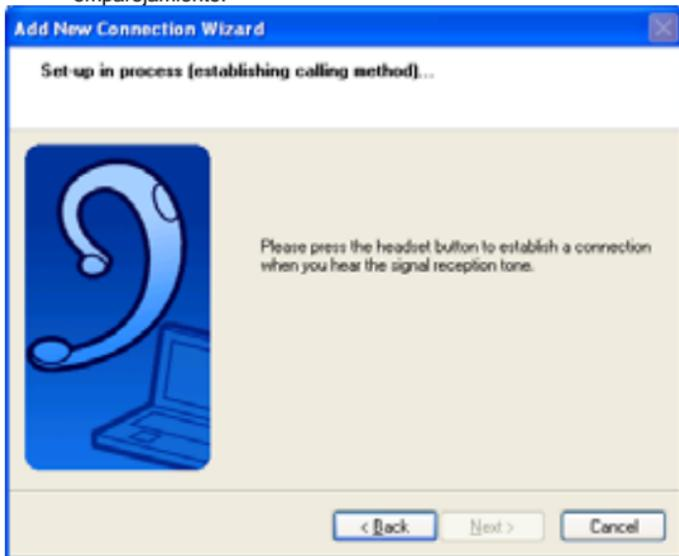 emparejamiento.
Add New Connection Wizard
Set-up in process (establishing calling method)...
Please press the headset button to establish a connection
when you hear the signal reception tone.
< Back
Next >
Cancel